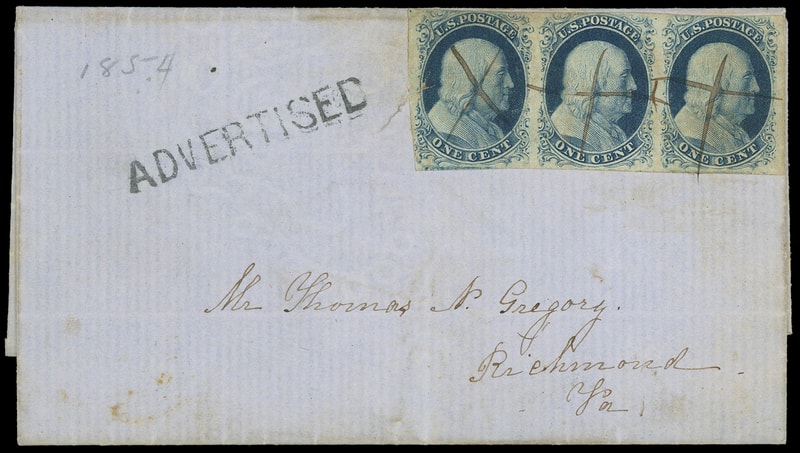 1854
ADVERTISED
U.S. POSTAGE
ONE CENT
U.S. POSTAGE
ONE CENT
U.S. POSTAGE
ONE CENT
Mr Thomas N. Gregory.
Richmond
Va.